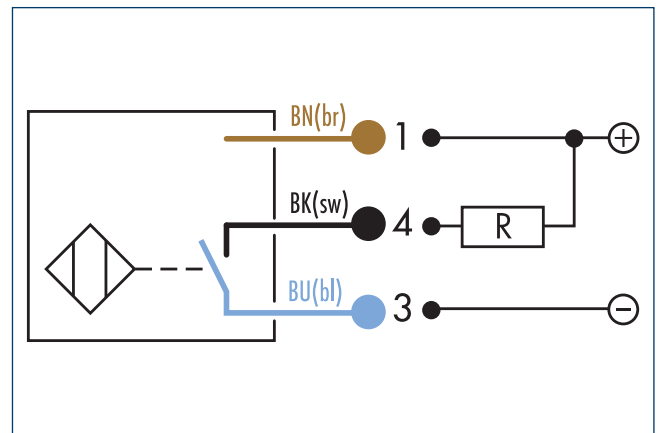 BN(br) 1 +
BK(sw) 4 R
BU(bl) 3 −